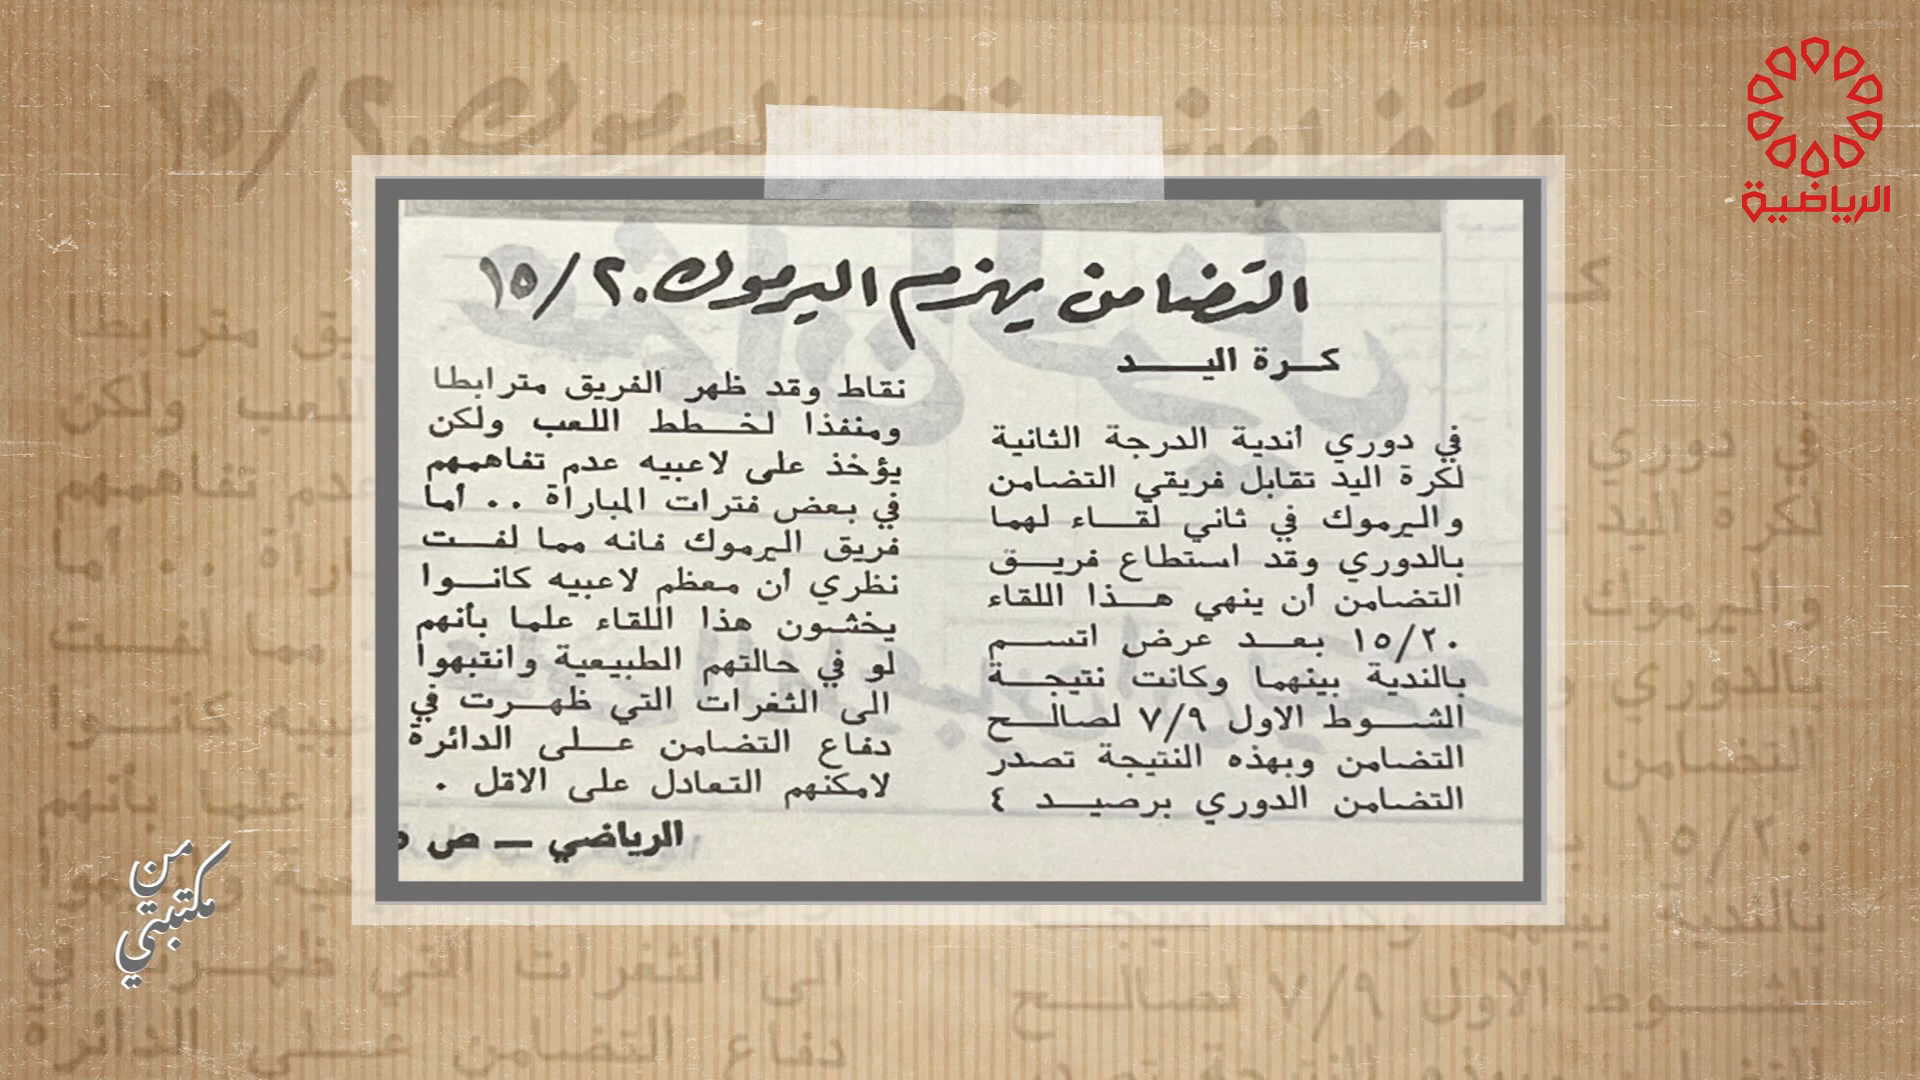 الرياضية
التضامن يهزم اليرموك ١٥/٢٠
كرة اليد
في دوري أندية الدرجة الثانية
لكرة اليد تقابل فريقي التضامن
واليرموك في ثاني لقاء لهما
بالدوري وقد استطاع فريق
التضامن أن ينهي هذا اللقاء
١٥/٢٠ بعد عرض اتسم
بالندية بينهما وكانت نتيجة
الشوط الاول ٧/٩ لصالح
التضامن وبهذه النتيجة تصدر
التضامن الدوري برصيد ٤
نقاط وقد ظهر الفريق مترابطا
ومنفذا لخطط اللعب ولكن
يؤخذ على لاعبيه عدم تفاهمهم
في بعض فترات المباراة . . أما
فريق اليرموك فانه مما لفت
نظري أن معظم لاعبيه كانوا
يخشون هذا اللقاء علما بأنهم
لو في حالتهم الطبيعية وانتبهوا
الى الثغرات التي ظهرت في
دفاع التضامن على الدائرة
لامكنهم التعادل على الاقل .
الرياضي — ص
من
مكتبتي